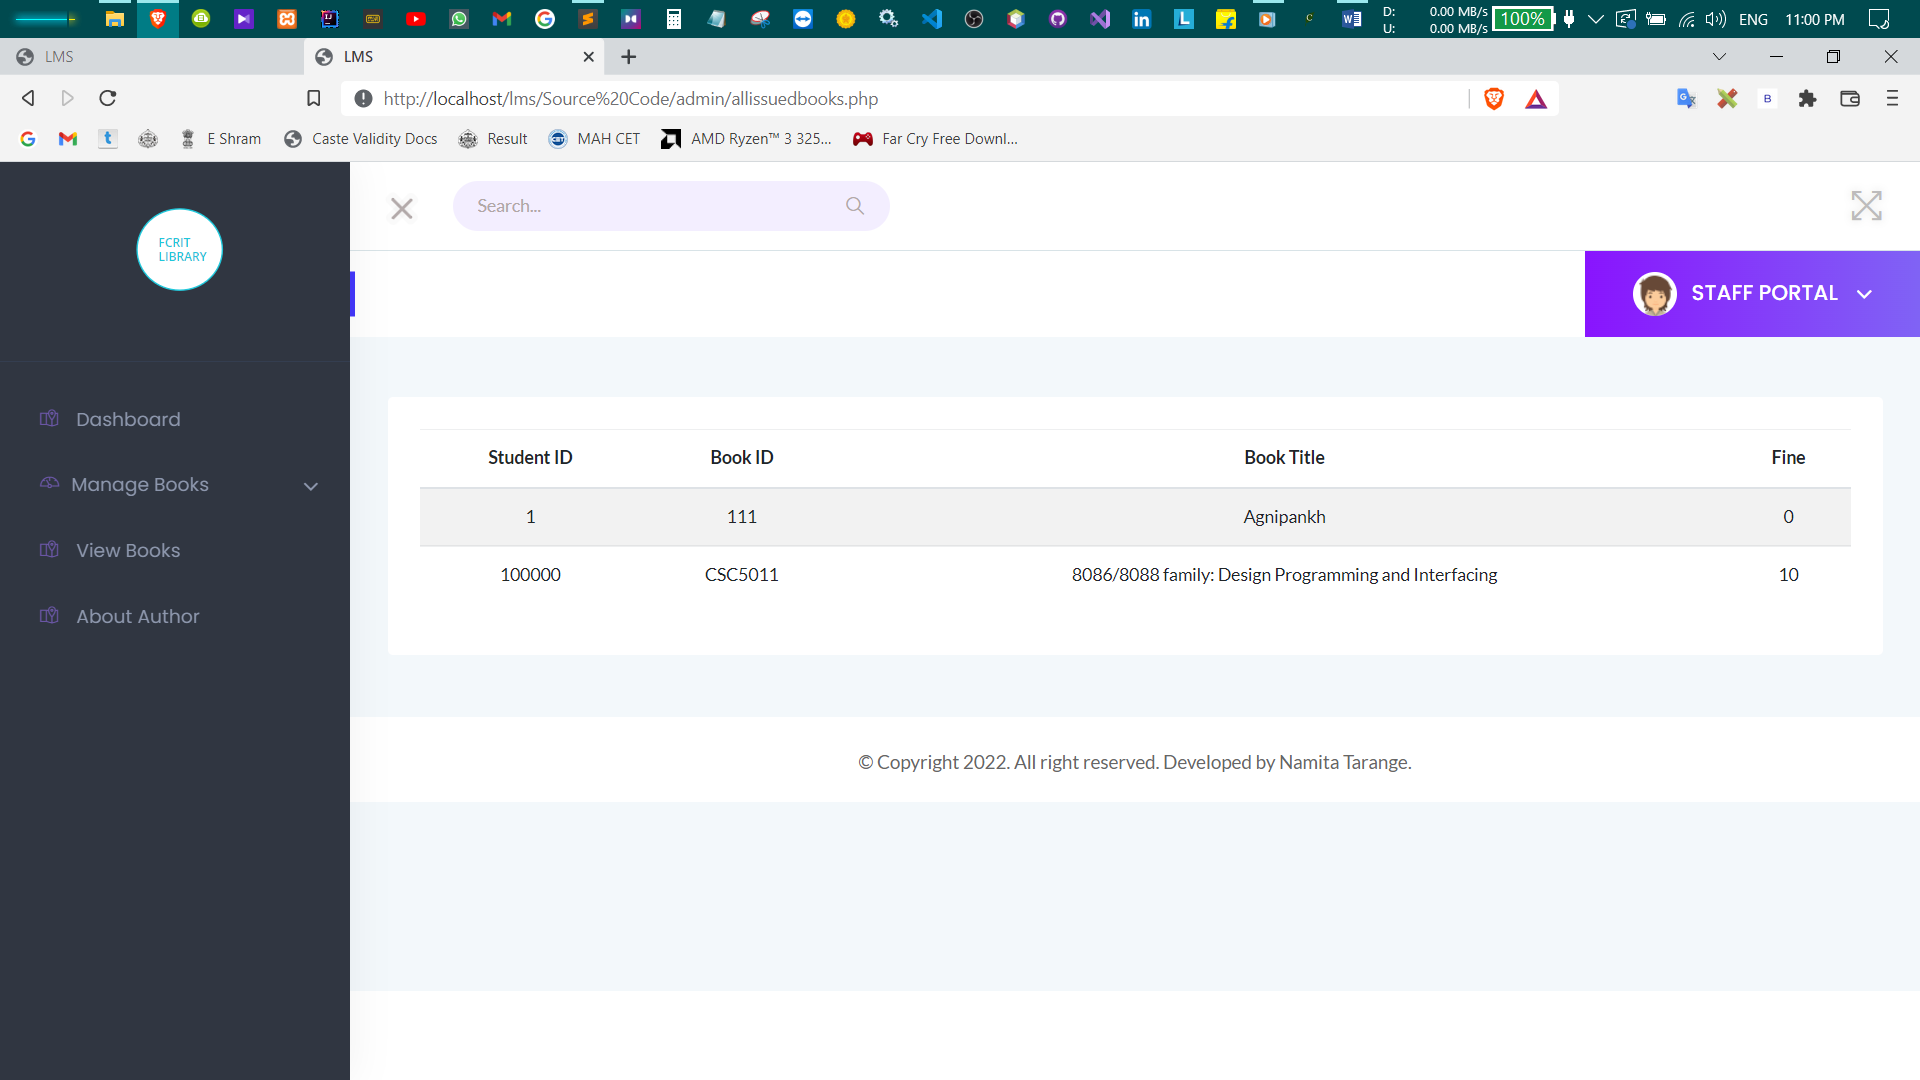 D: 0.00 MB/s
U: 0.00 MB/s
100%
ENG
11:00 PM
LMS
LMS
http://localhost/lms/Source%20Code/admin/allissuedbooks.php
E Shram
Caste Validity Docs
Result
MAH CET
AMD Ryzen™ 3 325...
Far Cry Free Downl...
FCRIT
LIBRARY
Search...
STAFF PORTAL
Dashboard
Manage Books
View Books
About Author
Student ID Book ID Book Title Fine
1 111 Agnipankh 0
100000 CSC5011 8086/8088 family: Design Programming and Interfacing 10
© Copyright 2022. All right reserved. Developed by Namita Tarange.